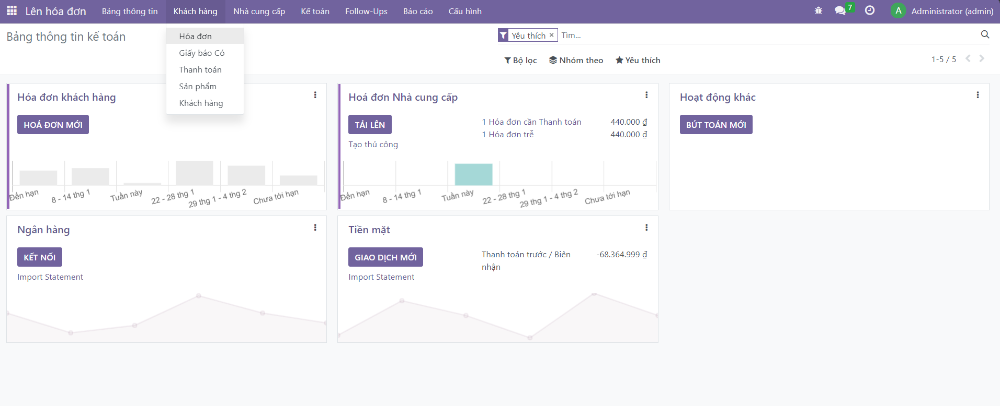 Lên hóa đơn Bảng thông tin Khách hàng Nhà cung cấp Kế toán Follow-Ups Báo cáo Cấu hình 7 A Administrator (admin)
Bảng thông tin kế toán
Yêu thích × Tìm...
Bộ lọc Nhóm theo Yêu thích 1-5 / 5
Hóa đơn
Giấy báo Có
Thanh toán
Sản phẩm
Khách hàng
Hóa đơn khách hàng
HOÁ ĐƠN MỚI
Đến hạn 8 - 14 thg 1 Tuần này 22 - 28 thg 1 29 thg 1 - 4 thg 2 Chưa tới hạn
Hoá đơn Nhà cung cấp
TẢI LÊN
Tạo thủ công
1 Hóa đơn cần Thanh toán 440.000 ₫
1 Hóa đơn trễ 440.000 ₫
Đến hạn 8 - 14 thg 1 Tuần này 22 - 28 thg 1 29 thg 1 - 4 thg 2 Chưa tới hạn
Hoạt động khác
BÚT TOÁN MỚI
Ngân hàng
KẾT NỐI
Import Statement
Tiền mặt
GIAO DỊCH MỚI
Import Statement
Thanh toán trước / Biên -68.364.999 ₫
nhận